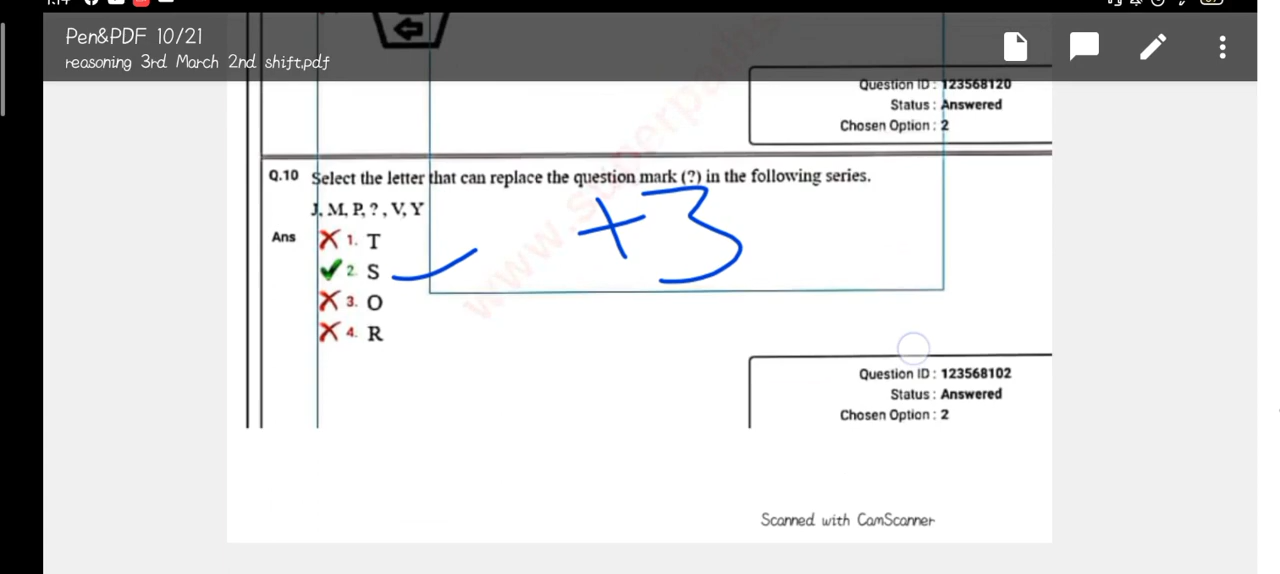 Pen&PDF 10/21
reasoning 3rd March 2nd shift.pdf
Question ID : 123568120
Status : Answered
Chosen Option : 2
Q.10 Select the letter that can replace the question mark (?) in the following series.
J, M, P, ? , V, Y
+3
Ans 1. T
2. S
3. O
4. R
Question ID : 123568102
Status : Answered
Chosen Option : 2
Scanned with CamScanner